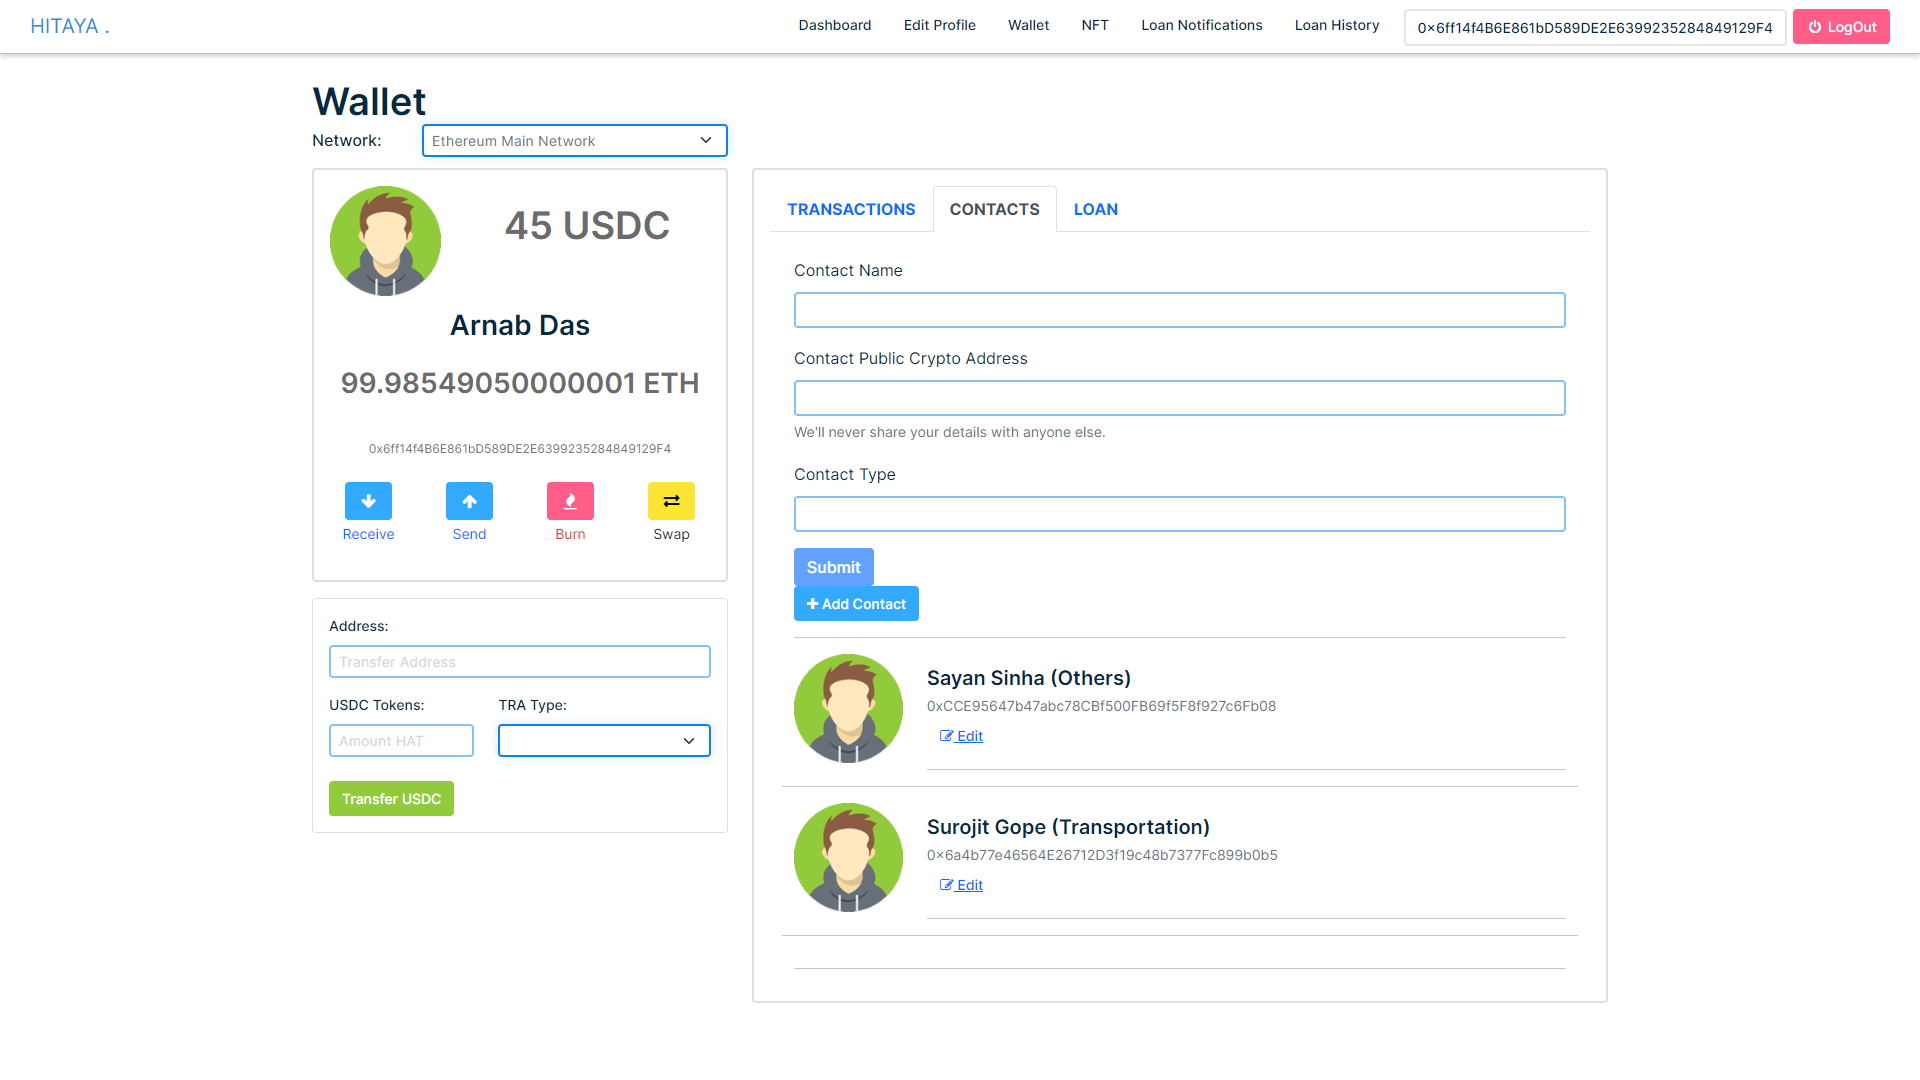 HITAYA .
Dashboard
Edit Profile
Wallet
NFT
Loan Notifications
Loan History
0x6ff14f4B6E861bD589DE2E6399235284849129F4
LogOut
Wallet
Network:
Ethereum Main Network
45 USDC
Arnab Das
99.98549050000001 ETH
0x6ff14f4B6E861bD589DE2E6399235284849129F4
Receive
Send
Burn
Swap
Address:
Transfer Address
USDC Tokens:
TRA Type:
Amount HAT
Transfer USDC
TRANSACTIONS
CONTACTS
LOAN
Contact Name
Contact Public Crypto Address
We'll never share your details with anyone else.
Contact Type
Submit
Add Contact
Sayan Sinha (Others)
0xCCE95647b47abc78CBf500FB69f5F8f927c6Fb08
Edit
Surojit Gope (Transportation)
0x6a4b77e46564E26712D3f19c48b7377Fc899b0b5
Edit